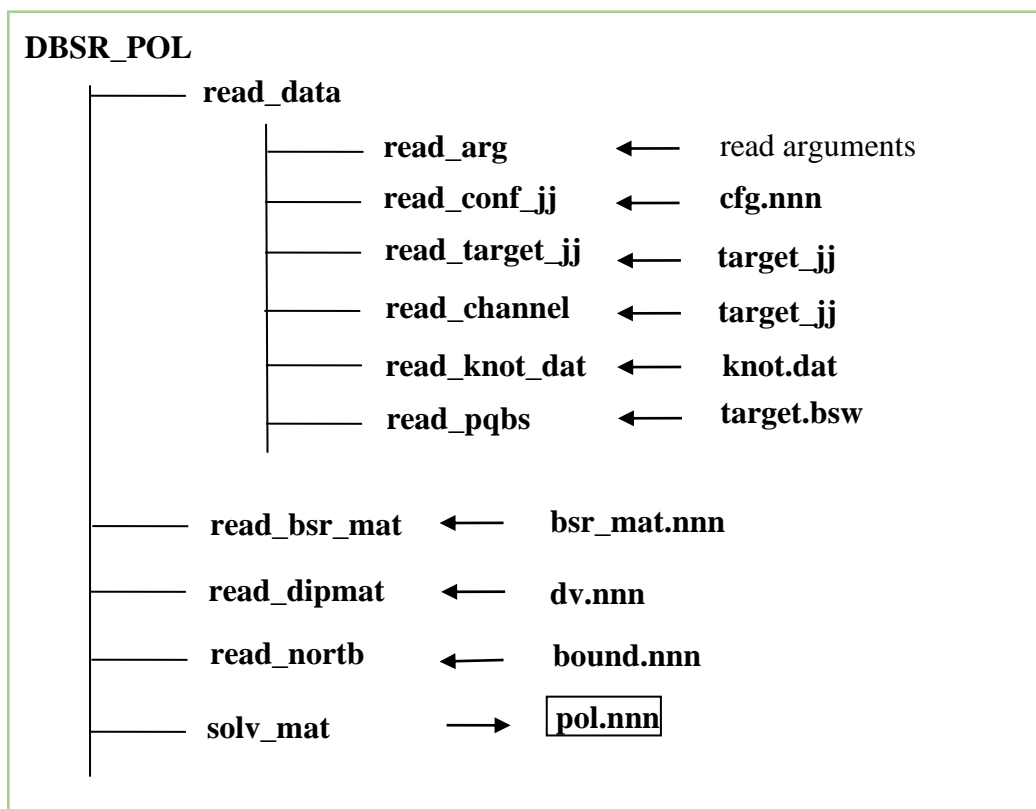 DBSR_POL
read_data
read_arg read arguments
read_conf_jj cfg.nnn
read_target_jj target_jj
read_channel target_jj
read_knot_dat knot.dat
read_pqbs target.bsw
read_bsr_mat bsr_mat.nnn
read_dipmat dv.nnn
read_nortb bound.nnn
solv_mat pol.nnn